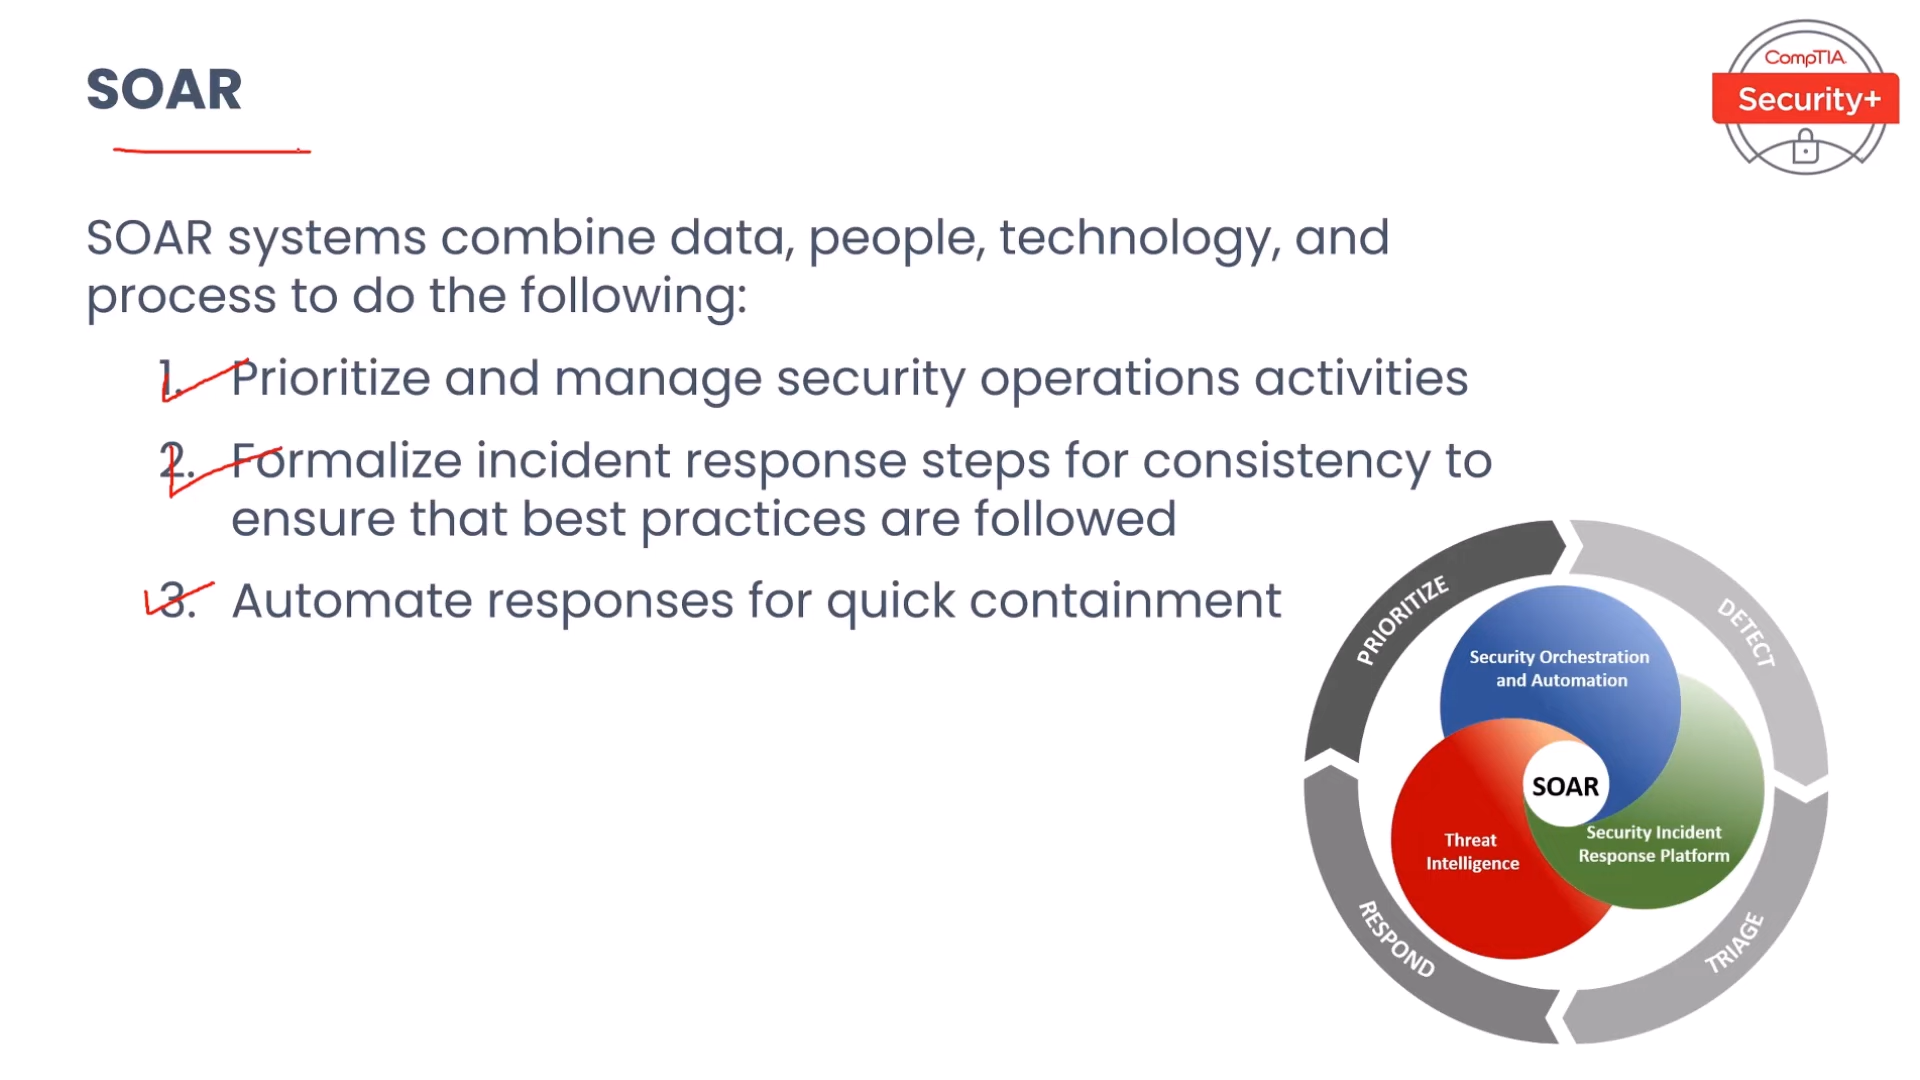 SOAR
CompTIA.
Security+
SOAR systems combine data, people, technology, and
process to do the following:
1. Prioritize and manage security operations activities
2. Formalize incident response steps for consistency to
ensure that best practices are followed
3. Automate responses for quick containment
PRIORITIZE
DETECT
Security Orchestration
and Automation
SOAR
Threat
Intelligence
Security Incident
Response Platform
RESPOND
TRIAGE